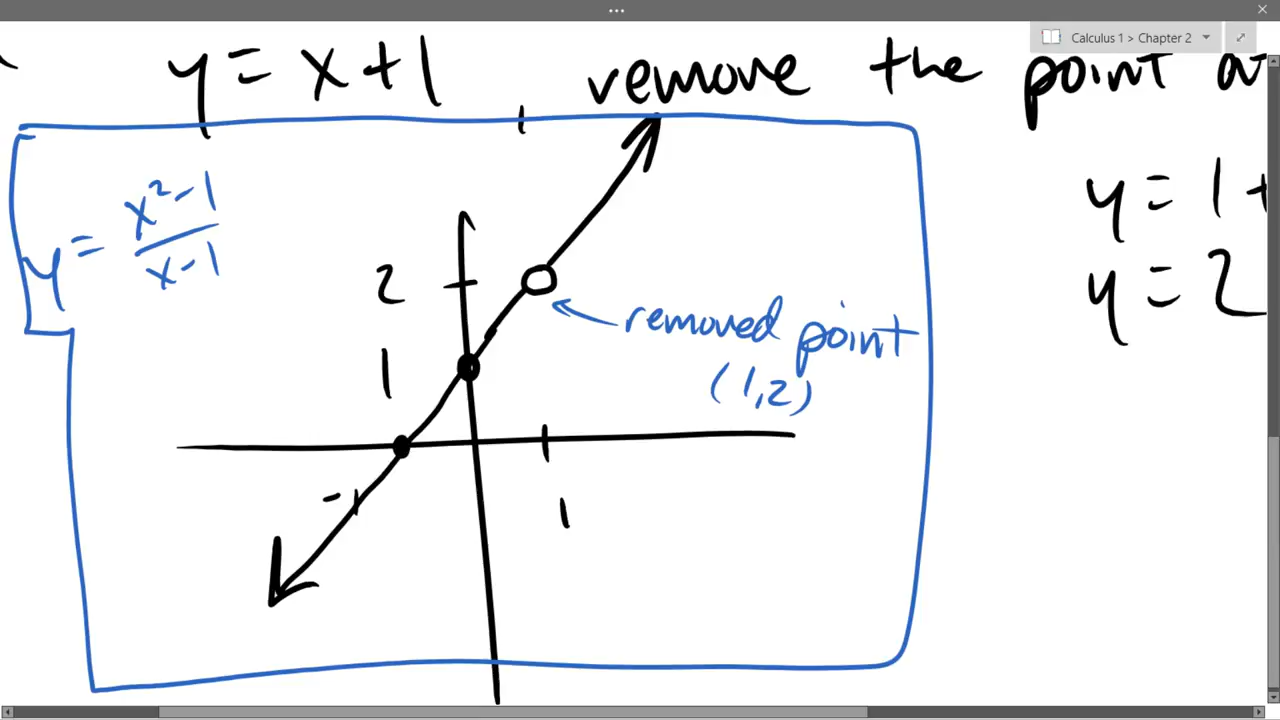 Calculus 1 > Chapter 2
y = x+1, remove the point at
y = x²-1 / x-1
y = 1+
2
y = 2
removed point
1
(1,2)
-1
1